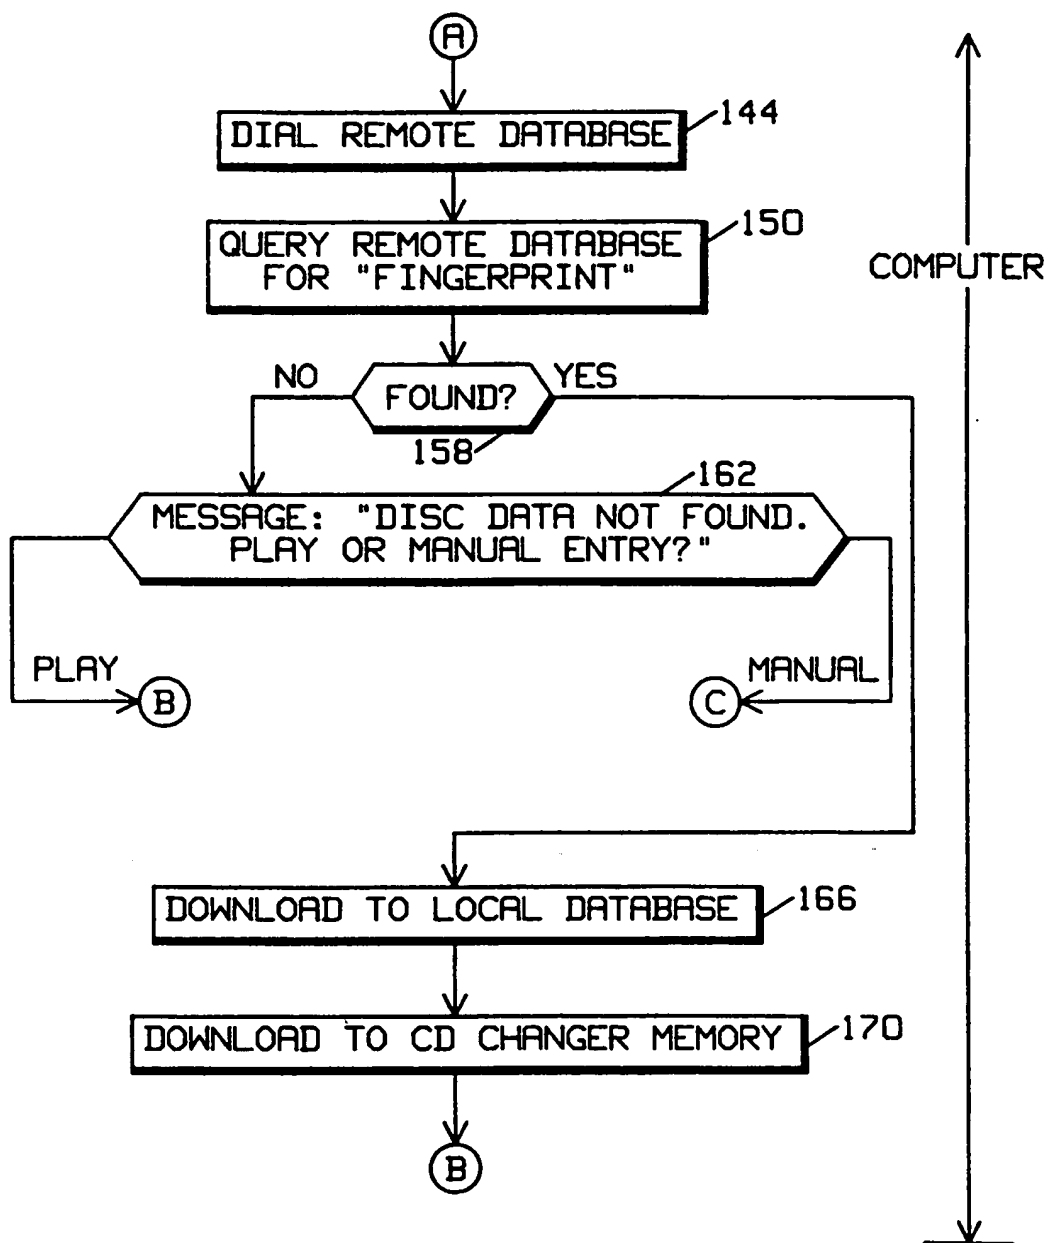 A
DIAL REMOTE DATABASE
144
QUERY REMOTE DATABASE
FOR "FINGERPRINT"
150
COMPUTER
NO
FOUND?
YES
158
162
MESSAGE: "DISC DATA NOT FOUND.
PLAY OR MANUAL ENTRY?"
PLAY
B
MANUAL
C
DOWNLOAD TO LOCAL DATABASE
166
DOWNLOAD TO CD CHANGER MEMORY
170
B